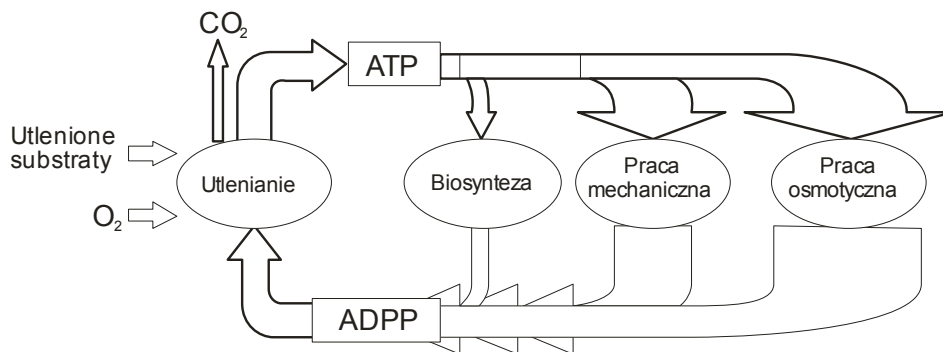 CO₂
ATP
Utlenione
substraty
Utlenianie
Biosynteza
Praca
mechaniczna
Praca
osmotyczna
O₂
ADPP